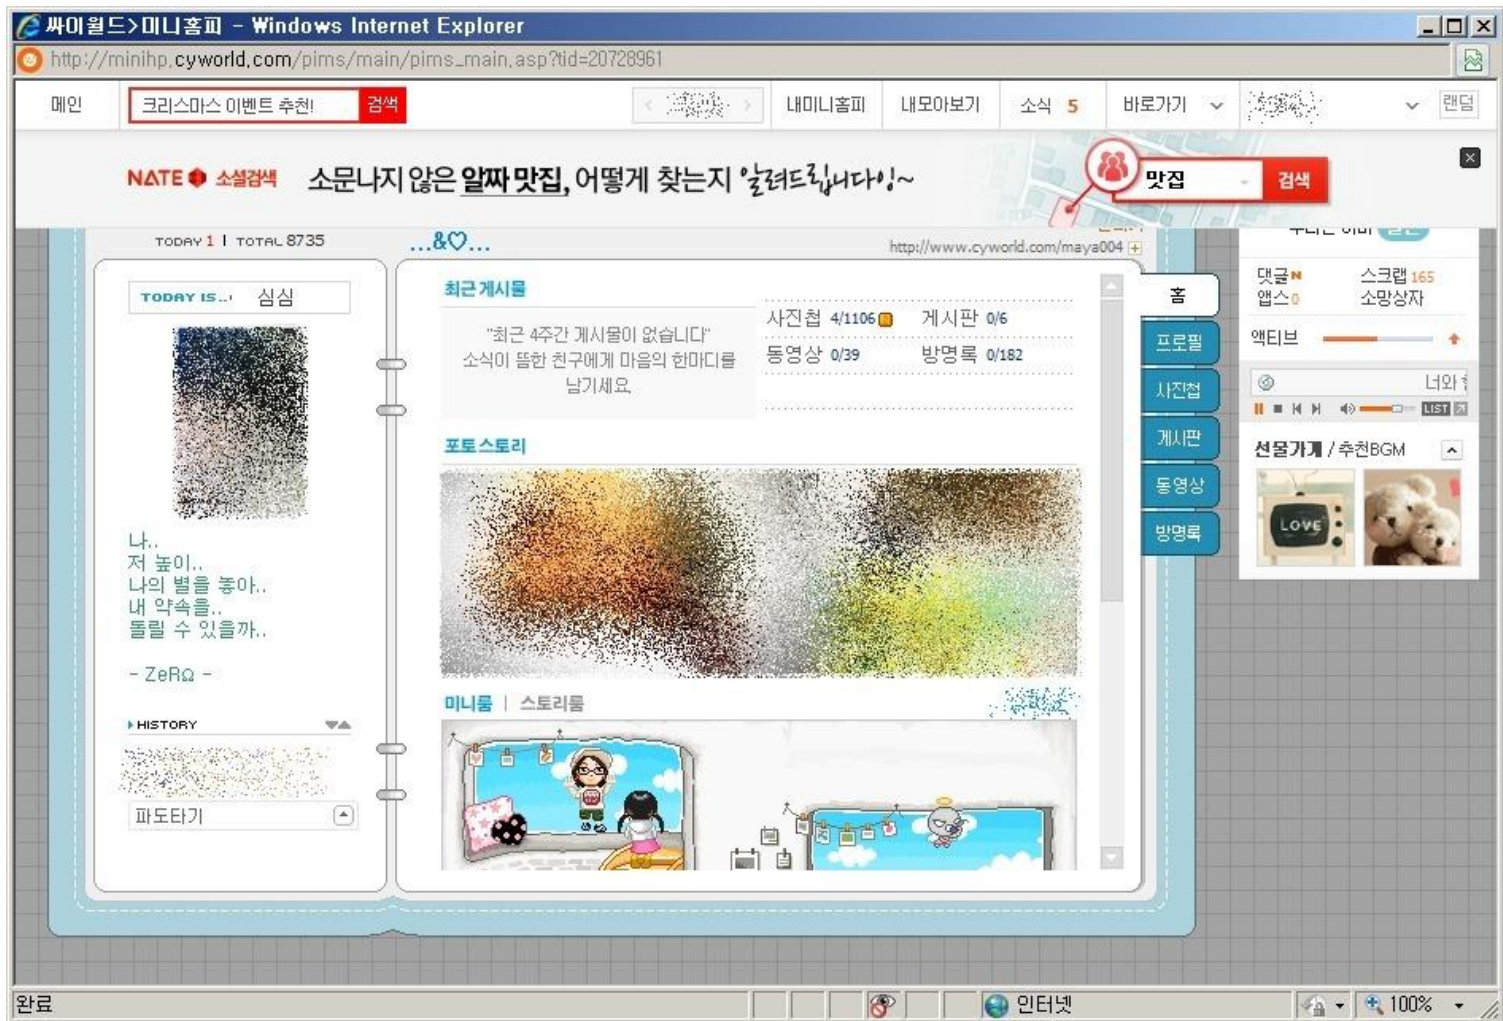 싸이월드>미니홈피 - Windows Internet Explorer
http://minihp.cyworld.com/pims/main/pims_main.asp?tid=20728961
메인
크리스마스 이벤트 추천!
검색
내미니홈피
내모아보기
소식 5
바로가기
랜덤
NATE 소셜검색
소문나지 않은 알짜 맛집, 어떻게 찾는지 알려드립니다잉~
맛집
검색
TODAY 1 | TOTAL 8735
...&♡...
http://www.cyworld.com/maya004
TODAY IS.. 심심
나..
저 높이..
나의 별을 놓아..
내 약속을..
돌릴 수 있을까..
- ZeRΩ -
HISTORY
파도타기
최근 게시물
"최근 4주간 게시물이 없습니다"
소식이 뜸한 친구에게 마음의 한마디를
남기세요.
사진첩 4/1106 게시판 0/6
동영상 0/39 방명록 0/182
포토스토리
미니룸 | 스토리룸
홈
프로필
사진첩
게시판
동영상
방명록
댓글 N 스크랩 165
앱스 0 소망상자
액티브
너와
LIST
선물가게 / 추천BGM
LOVE
완료
인터넷
100%